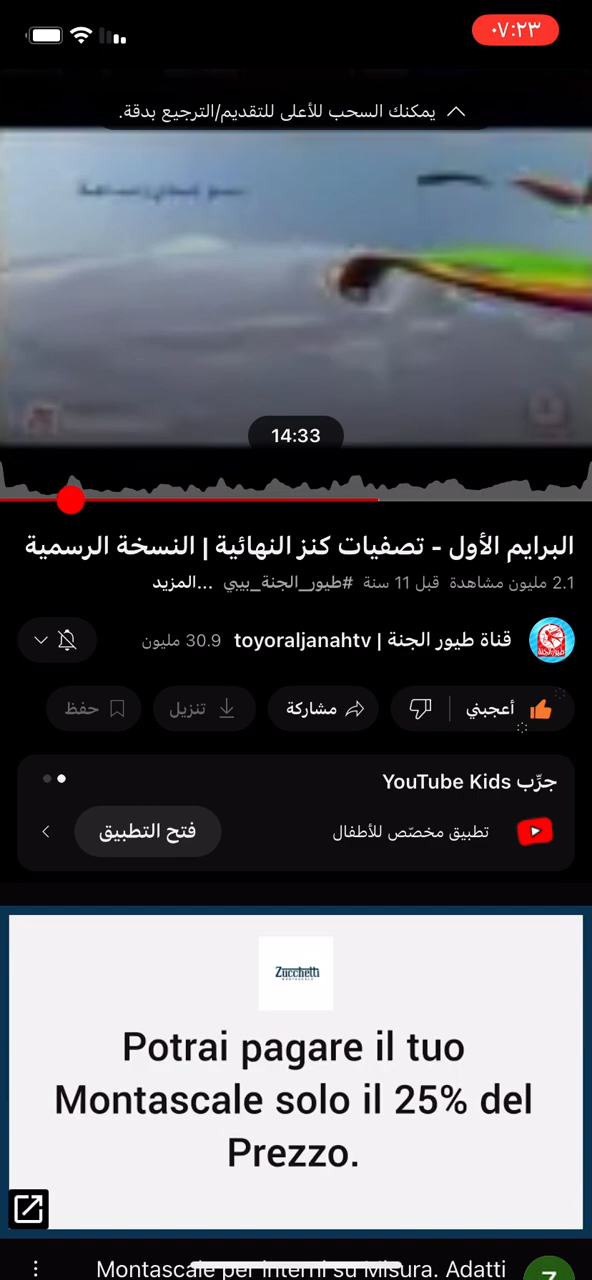 ٠٧:٢٣
يمكنك السحب للأعلى للتقديم/الترجيع بدقة.
14:33
البرايم الأول - تصفيات كنز النهائية | النسخة الرسمية
2.1 مليون مشاهدة قبل 11 سنة #طيور_الجنة_بيبي ...المزيد
قناة طيور الجنة | toyoraljanahtv 30.9 مليون
أعجبني
مشاركة
تنزيل
حفظ
جرِّب YouTube Kids
تطبيق مخصّص للأطفال
فتح التطبيق
Zucchetti
Potrai pagare il tuo
Montascale solo il 25% del
Prezzo.
Montascale per interni su Misura. Adatti
Z